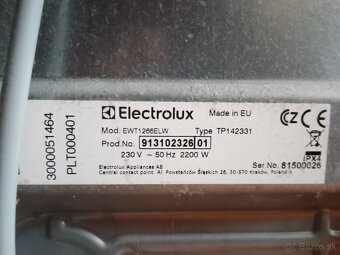 3000051464
PLT000401
Electrolux
Made in EU
Mod. EWT1266ELW Type TP142331
Prod.No. 913102326 01
230 V ~ 50 Hz 2200 W
IPX4
Electrolux Appliances AB
Ser.No. 81500026
Central contact point: Al. Powstańców Śląskich 26, 30-570 Kraków, Poland